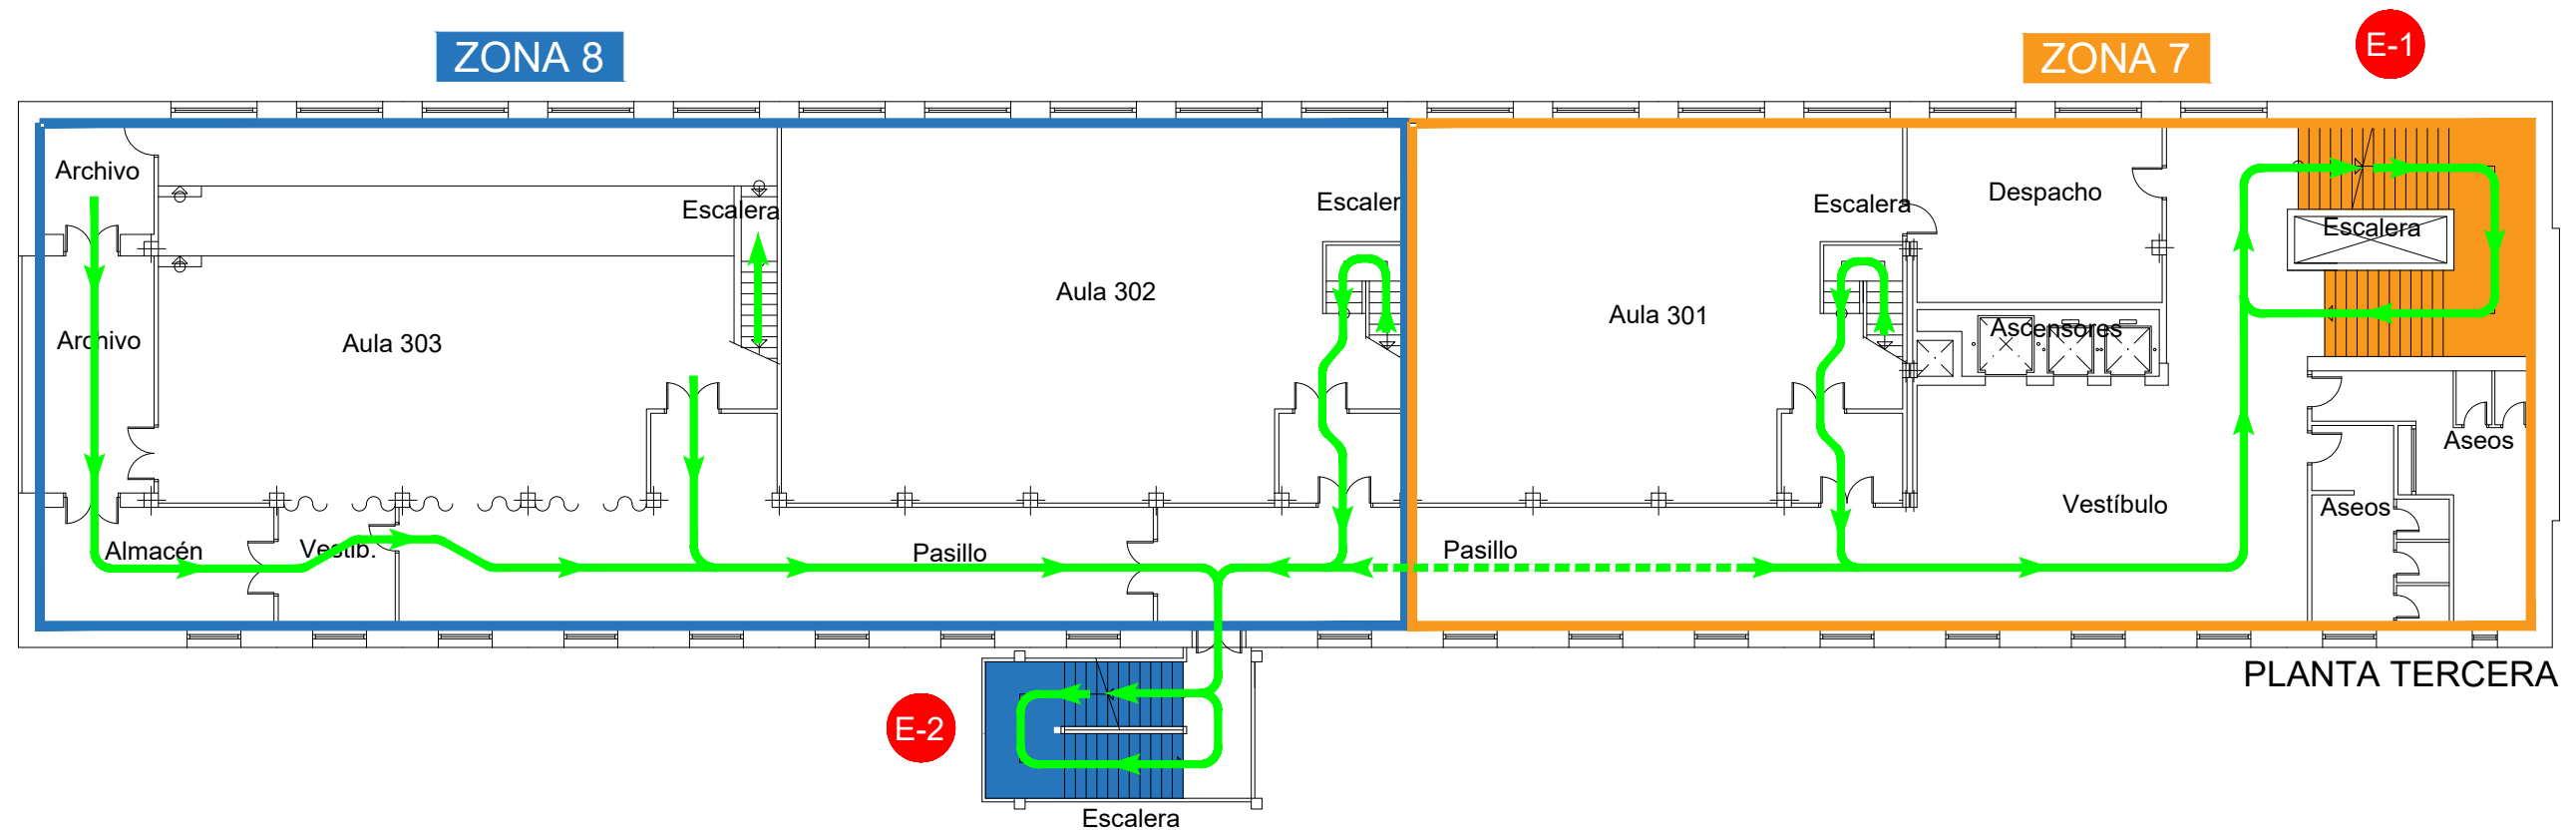 ZONA 8
ZONA 7
E-1
Archivo
Escalera
Escaler
Escalera
Despacho
Escalera
Archivo
Aula 303
Aula 302
Aula 301
Ascensores
Aseos
Almacén
Vestib.
Pasillo
Pasillo
Vestíbulo
Aseos
PLANTA TERCERA
E-2
Escalera